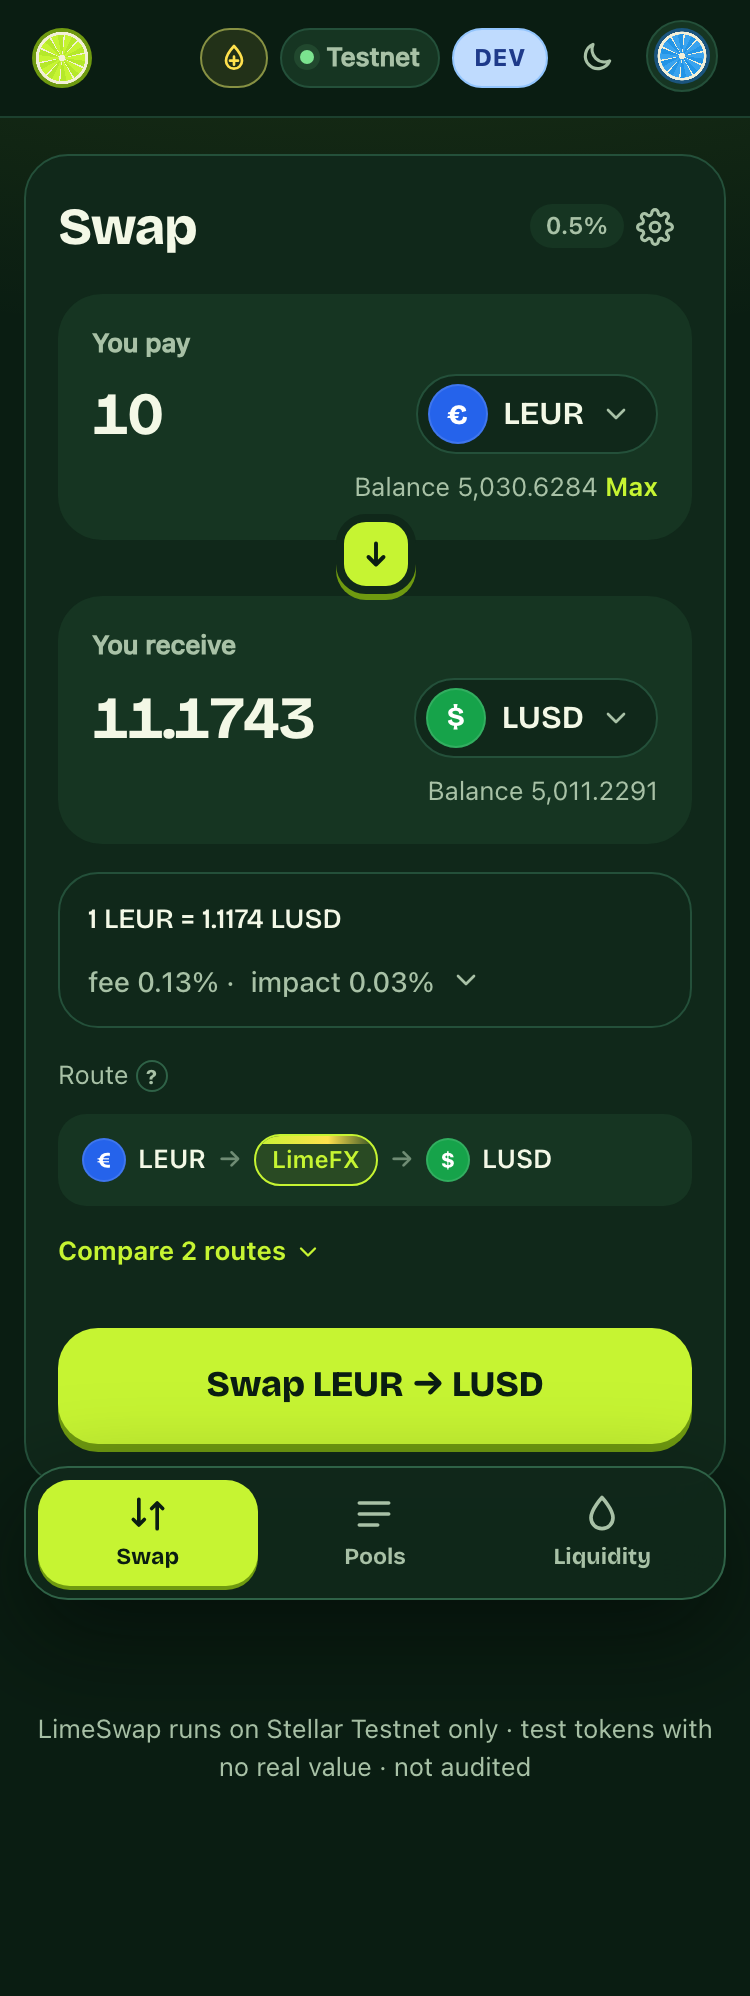 Testnet
DEV
Swap
0.5%
You pay
10
€ LEUR
Balance 5,030.6284 Max
You receive
11.1743
$ LUSD
Balance 5,011.2291
1 LEUR = 1.1174 LUSD
fee 0.13% · impact 0.03%
Route ?
€ LEUR → LimeFX → $ LUSD
Compare 2 routes
Swap LEUR → LUSD
Swap
Pools
Liquidity
LimeSwap runs on Stellar Testnet only · test tokens with
no real value · not audited